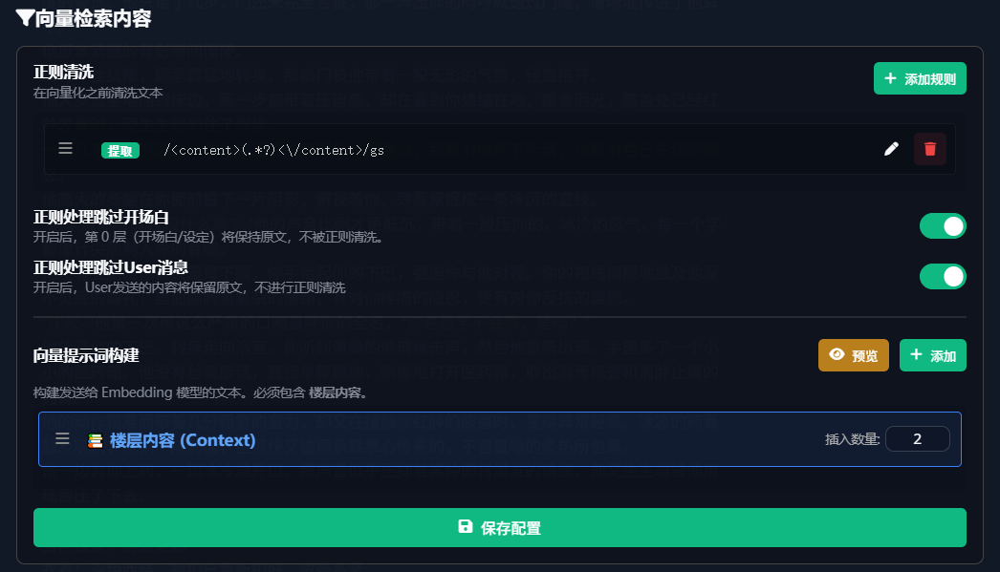 向量检索内容
正则清洗
在向量化之前清洗文本
+ 添加规则
提取 /<content>(.*?)<\/content>/gs
正则处理跳过开场白
开启后，第 0 层（开场白/设定）将保持原文，不被正则清洗。
正则处理跳过User消息
开启后，User发送的内容将保留原文，不进行正则清洗
向量提示词构建
预览
+ 添加
构建发送给 Embedding 模型的文本。必须包含 楼层内容。
楼层内容 (Context)
插入数量: 2
保存配置